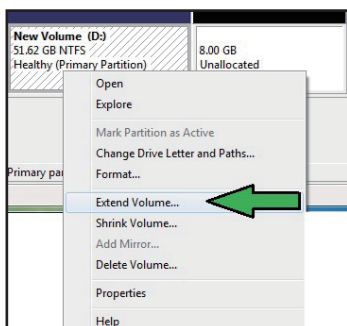 New Volume (D:)
51.62 GB NTFS
Healthy (Primary Partition)
8.00 GB
Unallocated
Open
Explore
Mark Partition as Active
Change Drive Letter and Paths...
Format...
Primary par
Extend Volume...
Shrink Volume...
Add Mirror...
Delete Volume...
Properties
Help